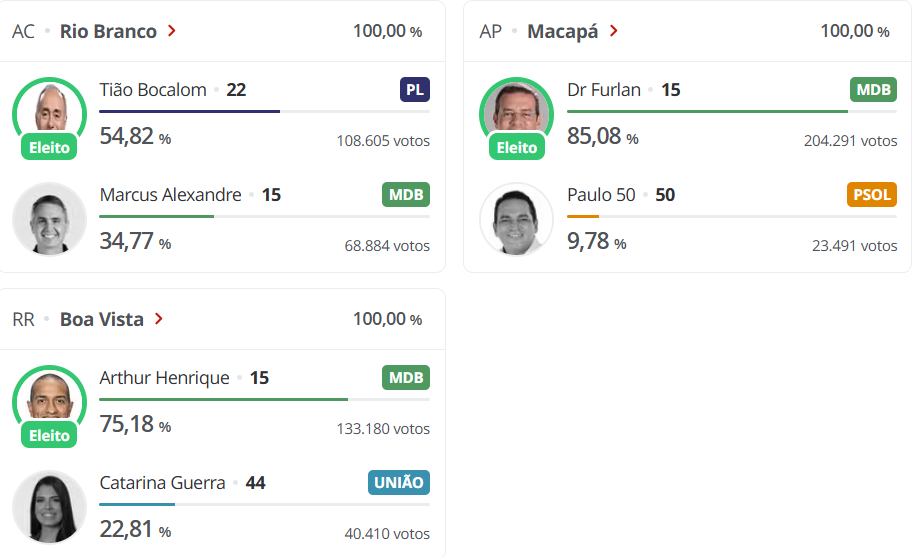 AC • Rio Branco > 100,00 %
Tião Bocalom • 22 PL
54,82 % 108.605 votos
Eleito
Marcus Alexandre • 15 MDB
34,77 % 68.884 votos
AP • Macapá > 100,00 %
Dr Furlan • 15 MDB
85,08 % 204.291 votos
Eleito
Paulo 50 • 50 PSOL
9,78 % 23.491 votos
RR • Boa Vista > 100,00 %
Arthur Henrique • 15 MDB
75,18 % 133.180 votos
Eleito
Catarina Guerra • 44 UNIÃO
22,81 % 40.410 votos